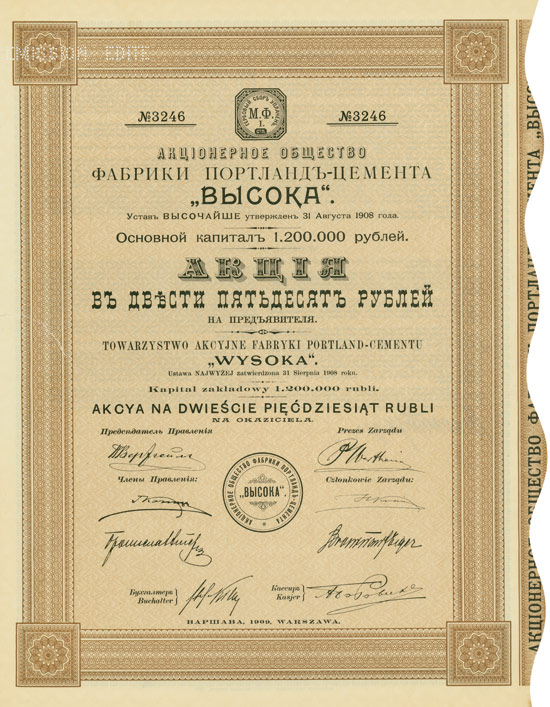 EMISSION EDITE
№3246
№3246
М.Ф.
I.
АКЦІОНЕРНОЕ ОБЩЕСТВО
ФАБРИКИ ПОРТЛАНДЪ-ЦЕМЕНТА
„ВЫСОКА“.
Уставъ ВЫСОЧАЙШЕ утвержденъ 31 Августа 1908 года.
Основной капиталъ 1.200.000 рублей.
АКЦІЯ
ВЪ ДВѢСТИ ПЯТЬДЕСЯТЪ РУБЛЕЙ
НА ПРЕДЪЯВИТЕЛЯ.
TOWARZYSTWO AKCYJNE FABRYKI PORTLAND-CEMENTU
„WYSOKA“.
Ustawa NAJWYŻEJ zatwierdzona 31 Sierpnia 1908 roku.
Kapitał zakładowy 1.200.000 rubli.
AKCYA NA DWIEŚCIE PIĘĆDZIESIĄT RUBLI
NA OKAZICIELA.
Предсѣдатель Правленія
Prezes Zarządu
Члены Правленія:
Członkowie Zarządu:
АКЦІОНЕРНОЕ ОБЩЕСТВО ФАБРИКИ ПОРТЛАНДЪ-ЦЕМЕНТА
„ВЫСОКА“.
Бухгалтеръ
Buchalter
Кассиръ
Kasjer
ВАРШАВА, 1909, WARSZAWA.
АКЦІОНЕРНОЕ ОБЩЕСТВО ФАБРИКИ ПОРТЛАНДЪ-ЦЕМЕНТА „ВЫСОКА